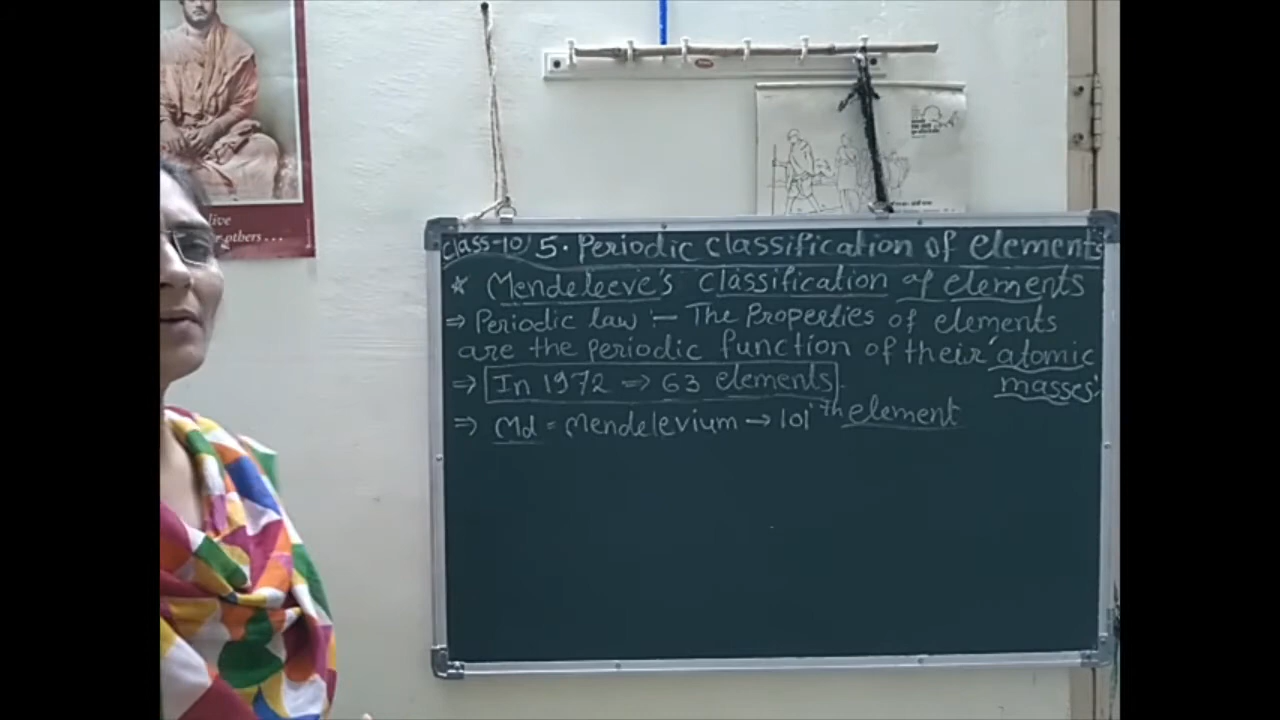 live
r others...
Class-10 5. Periodic classification of elements
* Mendeleeve's classification of elements
⇒ Periodic law :- The Properties of elements
are the periodic function of their 'atomic
masses'
⇒ In 1972 ⇒ 63 elements.
⇒ Md = Mendelevium → 101th element